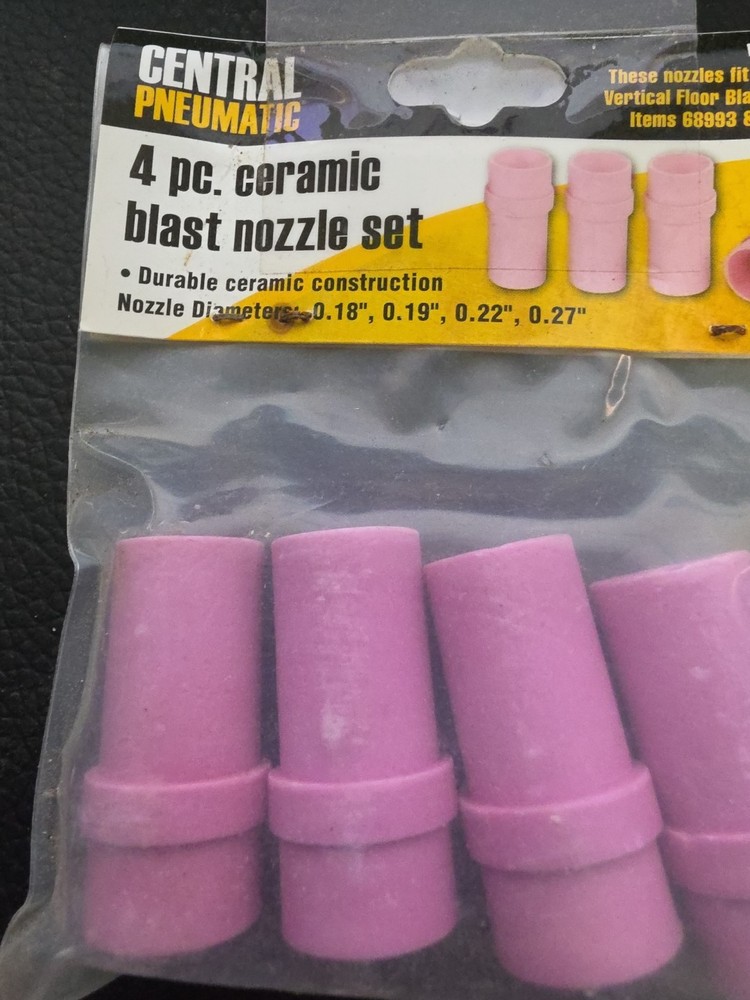 CENTRAL
PNEUMATIC
These nozzles fit
Vertical Floor
Items 68993 &
4 pc. ceramic
blast nozzle set
• Durable ceramic construction
Nozzle Diameters: 0.18", 0.19", 0.22", 0.27"